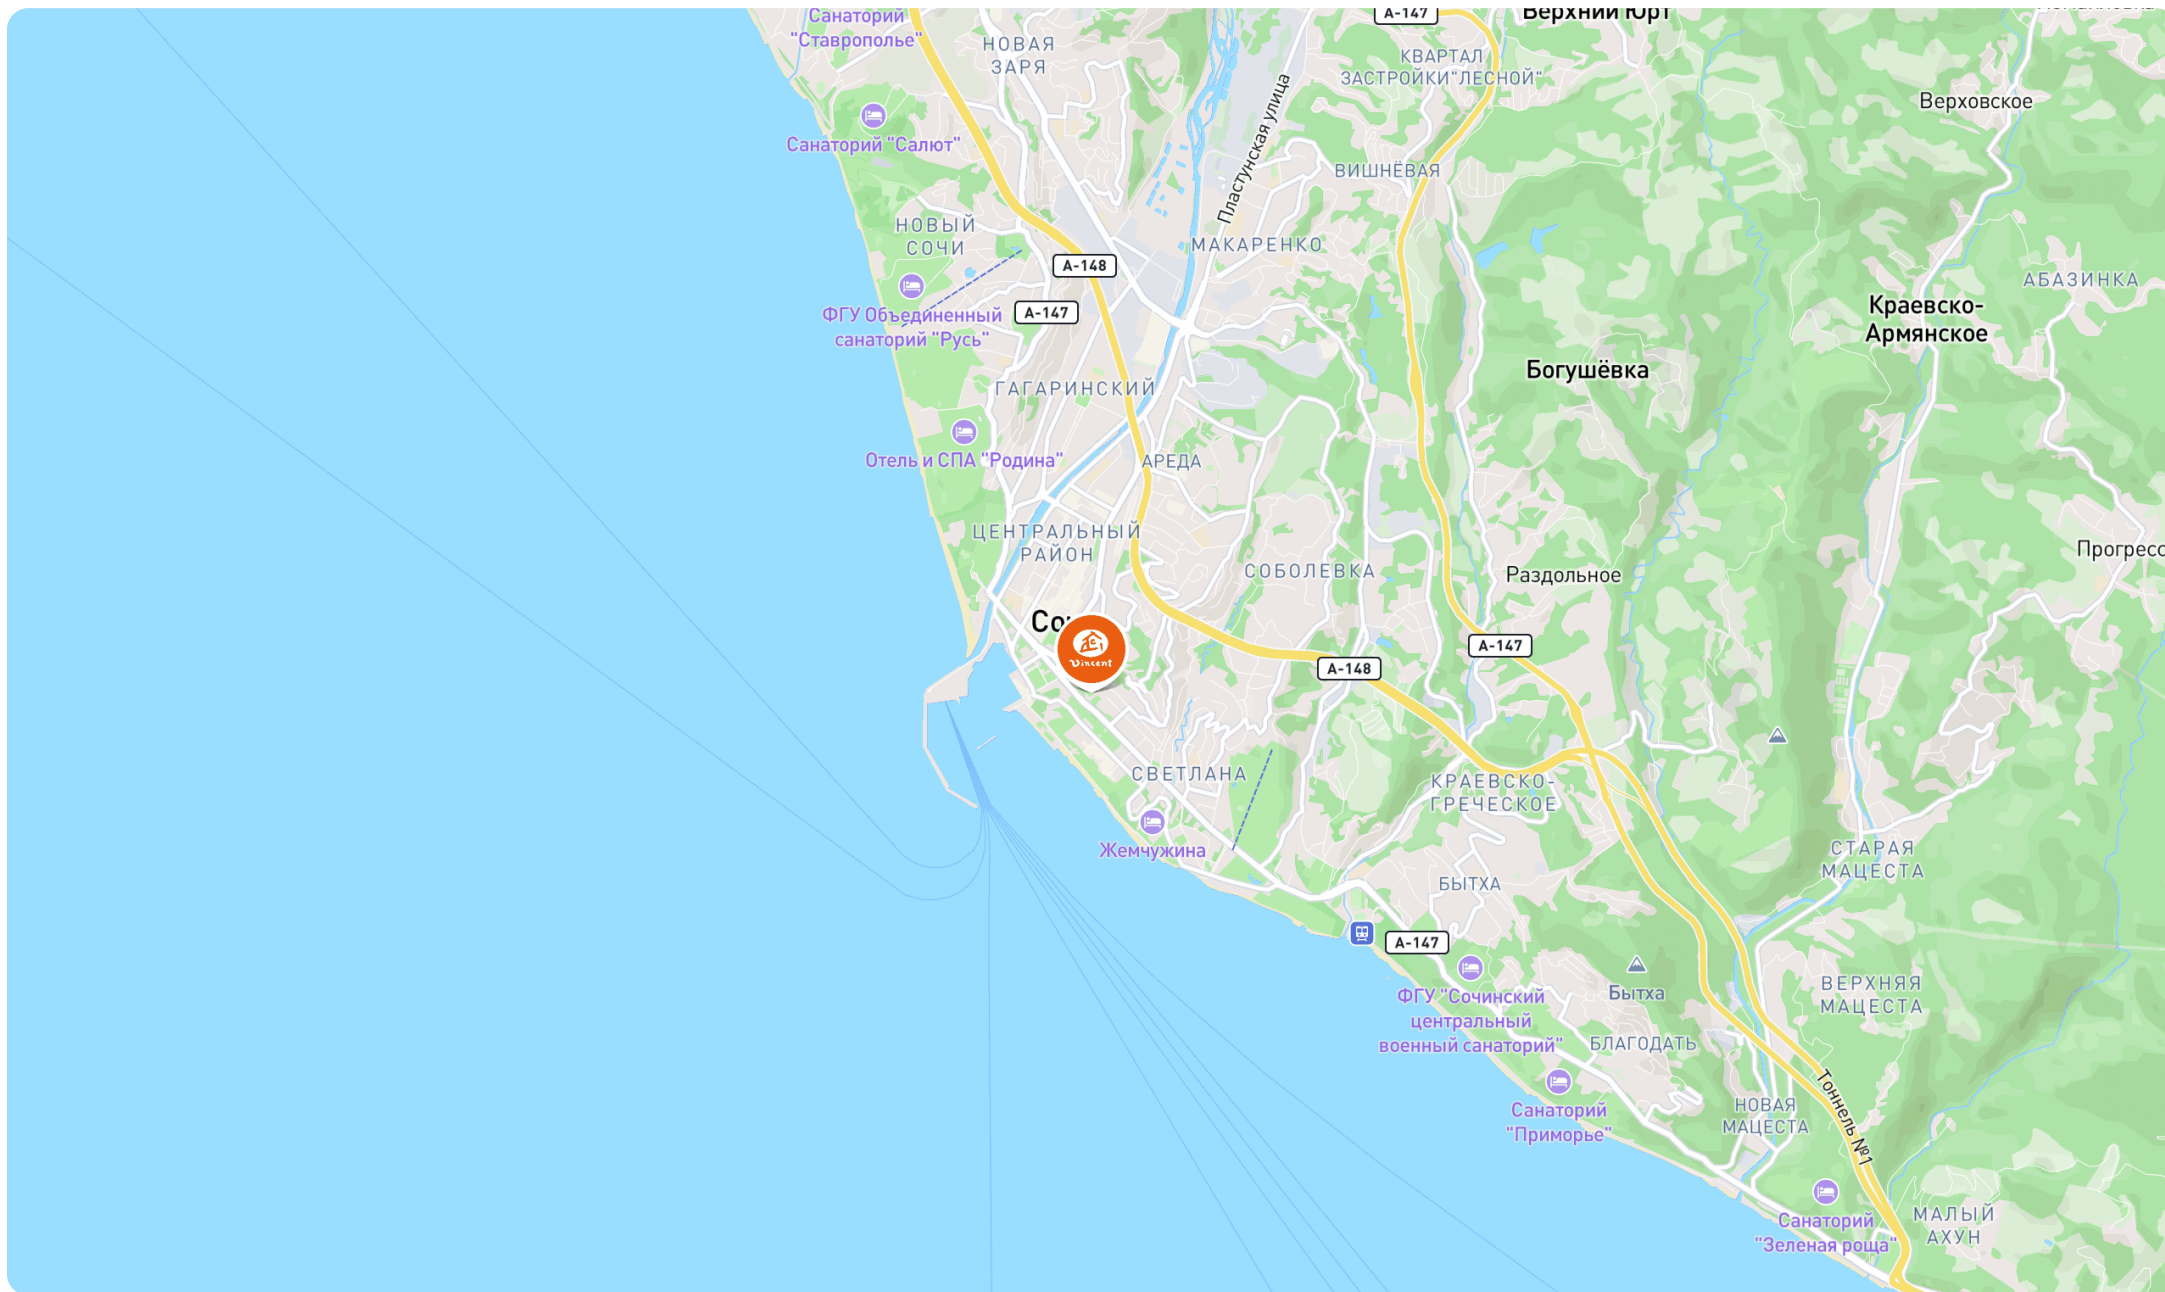 Санаторий
"Ставрополье"
А-147
Верхний Юрт
НОВАЯ
ЗАРЯ
КВАРТАЛ
ЗАСТРОЙКИ"ЛЕСНОЙ"
Верховское
Санаторий "Салют"
Пластунская улица
ВИШНЁВАЯ
НОВЫЙ
СОЧИ
МАКАРЕНКО
А-148
АБАЗИНКА
ФГУ Объединенный
санаторий "Русь"
А-147
Краевско-
Армянское
Богушёвка
ГАГАРИНСКИЙ
Отель и СПА "Родина"
АРЕДА
ЦЕНТРАЛЬНЫЙ
РАЙОН
Прогресс
СОБОЛЕВКА
Раздольное
Со
Vincent
А-147
А-148
СВЕТЛАНА
КРАЕВСКО-
ГРЕЧЕСКОЕ
Жемчужина
СТАРАЯ
МАЦЕСТА
БЫТХА
А-147
ФГУ "Сочинский
центральный
военный санаторий"
Бытха
ВЕРХНЯЯ
МАЦЕСТА
БЛАГОДАТЬ
Санаторий
"Приморье"
НОВАЯ
МАЦЕСТА
Тоннель №1
Санаторий
"Зеленая роща"
МАЛЫЙ
АХУН